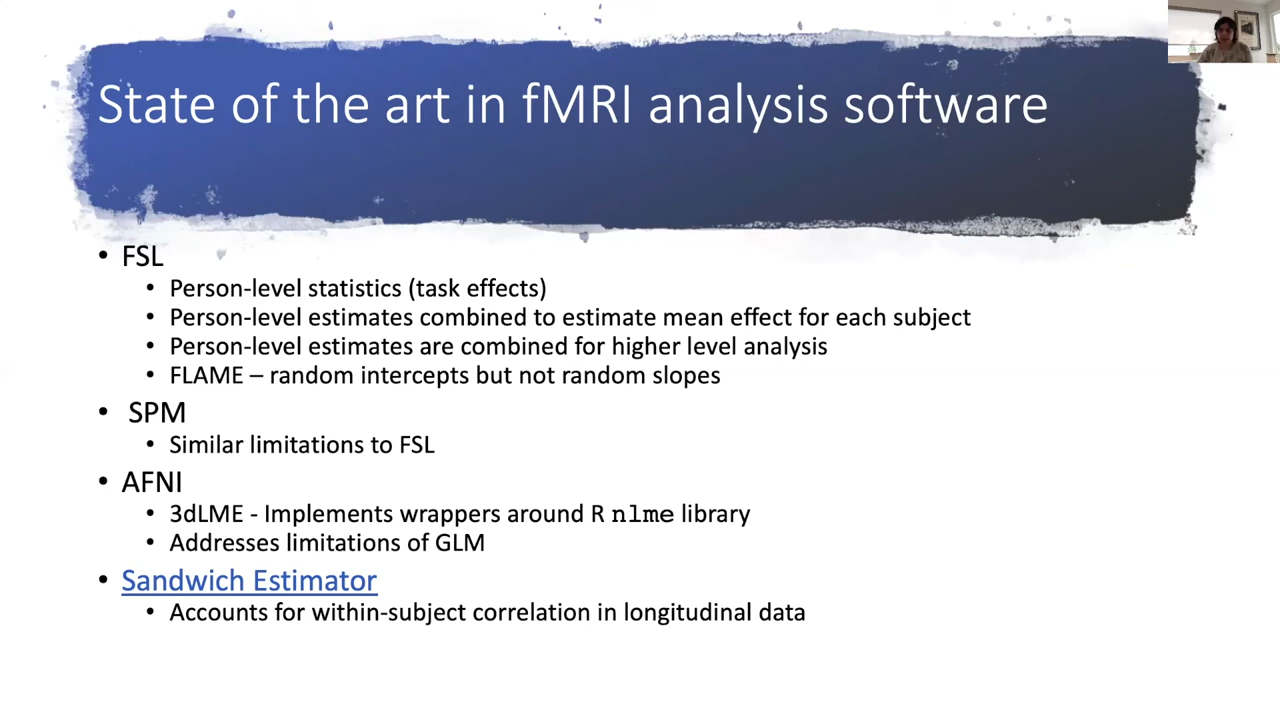 State of the art in fMRI analysis software
• FSL
• Person-level statistics (task effects)
• Person-level estimates combined to estimate mean effect for each subject
• Person-level estimates are combined for higher level analysis
• FLAME – random intercepts but not random slopes
• SPM
• Similar limitations to FSL
• AFNI
• 3dLME - Implements wrappers around R nlme library
• Addresses limitations of GLM
• Sandwich Estimator
• Accounts for within-subject correlation in longitudinal data